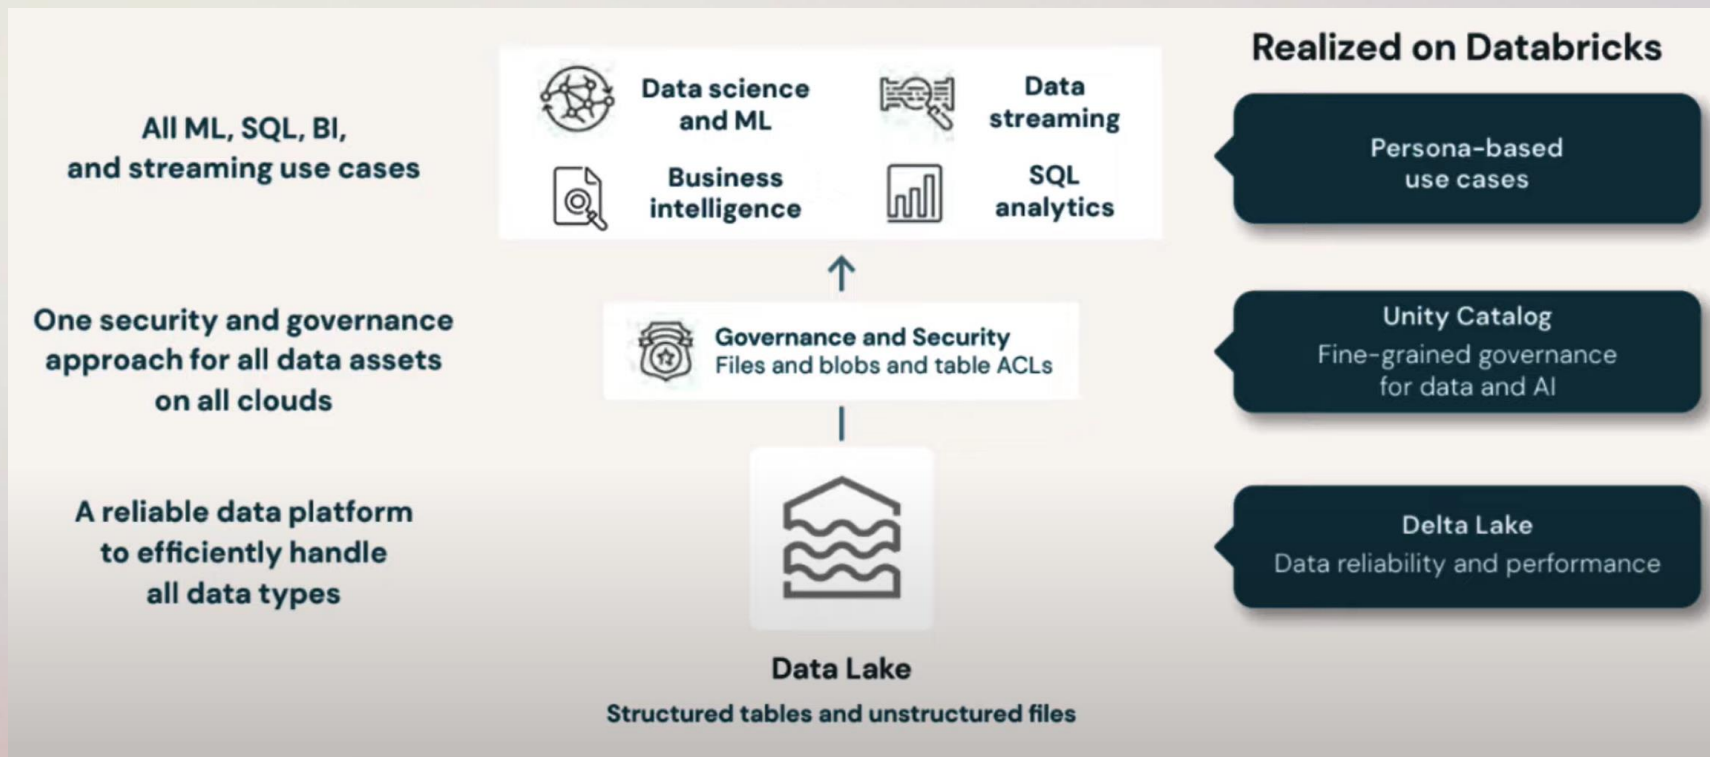 Realized on Databricks
All ML, SQL, BI,
and streaming use cases
Data science
and ML
Data
streaming
Business
intelligence
SQL
analytics
Persona-based
use cases
One security and governance
approach for all data assets
on all clouds
Governance and Security
Files and blobs and table ACLs
Unity Catalog
Fine-grained governance
for data and AI
A reliable data platform
to efficiently handle
all data types
Delta Lake
Data reliability and performance
Data Lake
Structured tables and unstructured files